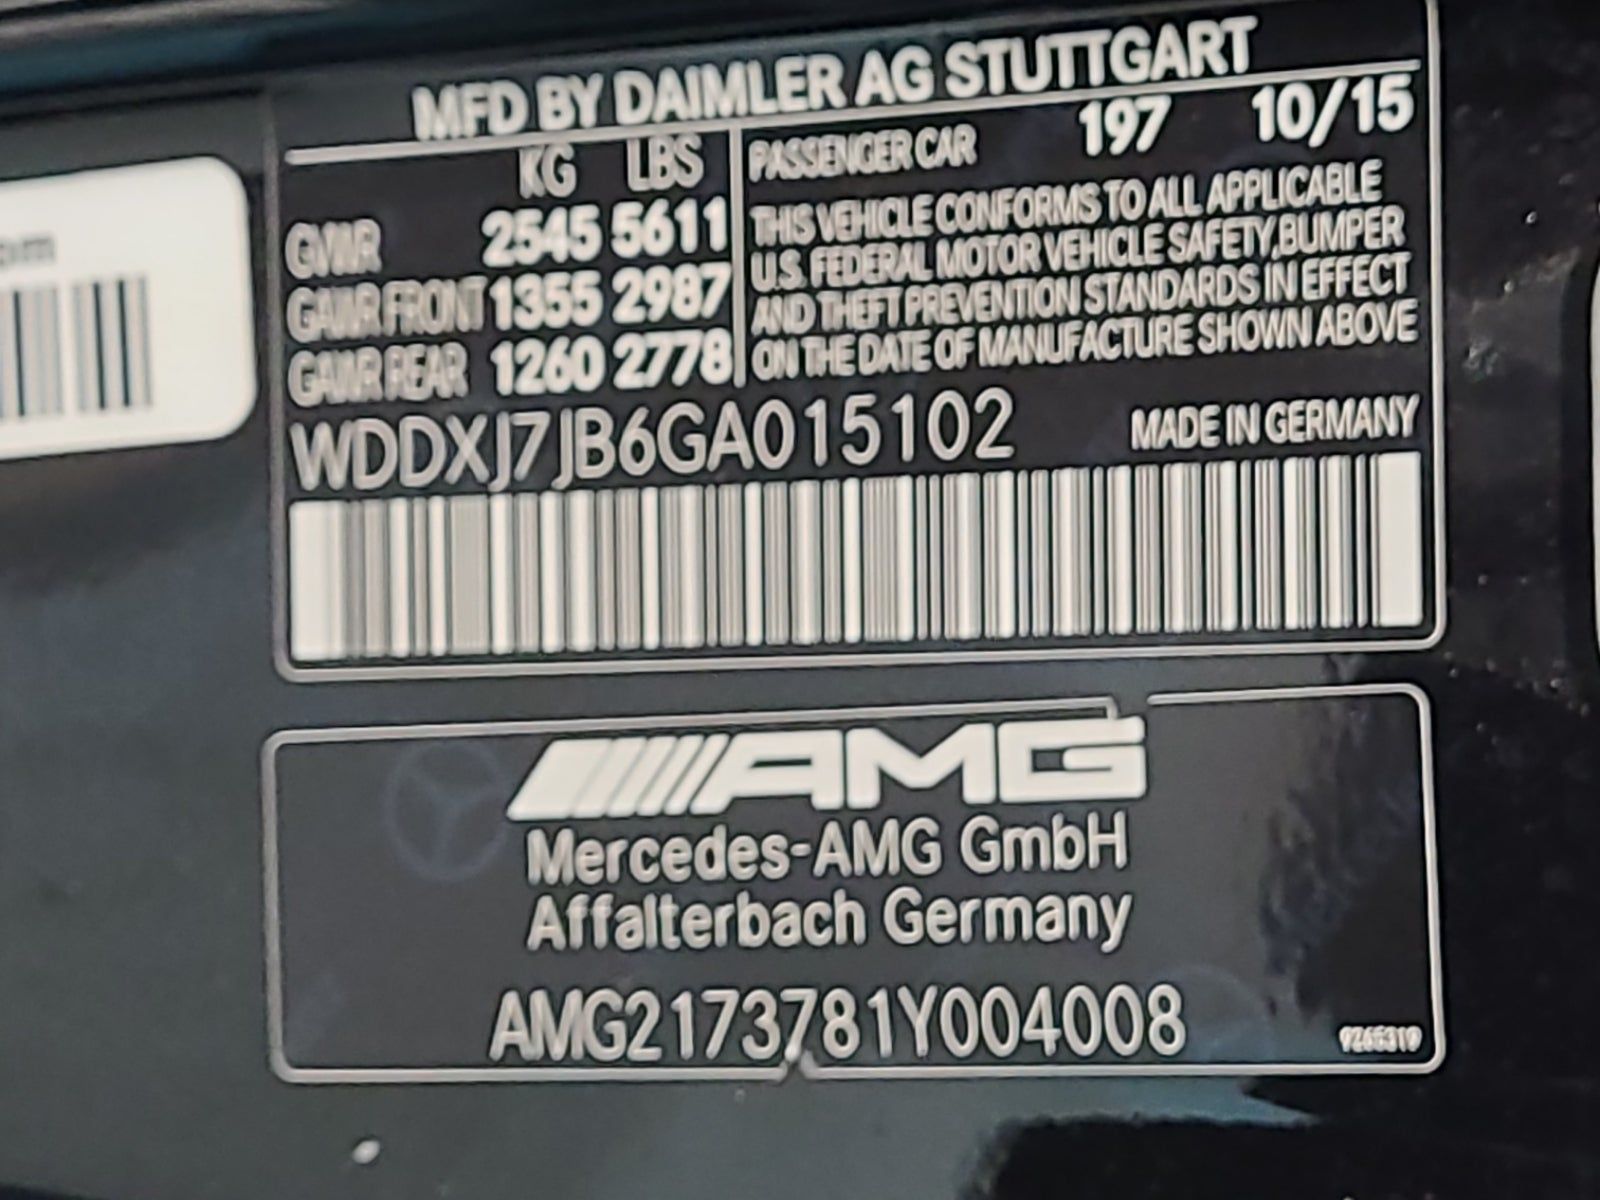 MFD BY DAIMLER AG STUTTGART
KG LBS
GVWR 2545 5611
GAWR FRONT 1355 2987
GAWR REAR 1260 2778
PASSENGER CAR 197 10/15
THIS VEHICLE CONFORMS TO ALL APPLICABLE
U.S. FEDERAL MOTOR VEHICLE SAFETY,BUMPER
AND THEFT PREVENTION STANDARDS IN EFFECT
ON THE DATE OF MANUFACTURE SHOWN ABOVE
WDDXJ7JB6GA015102
MADE IN GERMANY
AMG
Mercedes-AMG GmbH
Affalterbach Germany
AMG2173781Y004008